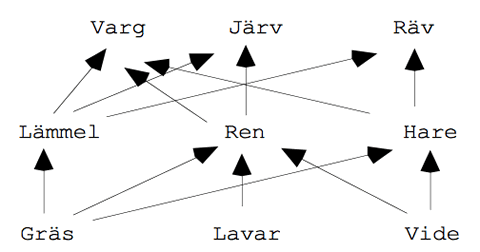 Varg Järv Räv
Lämmel Ren Hare
Gräs Lavar Vide